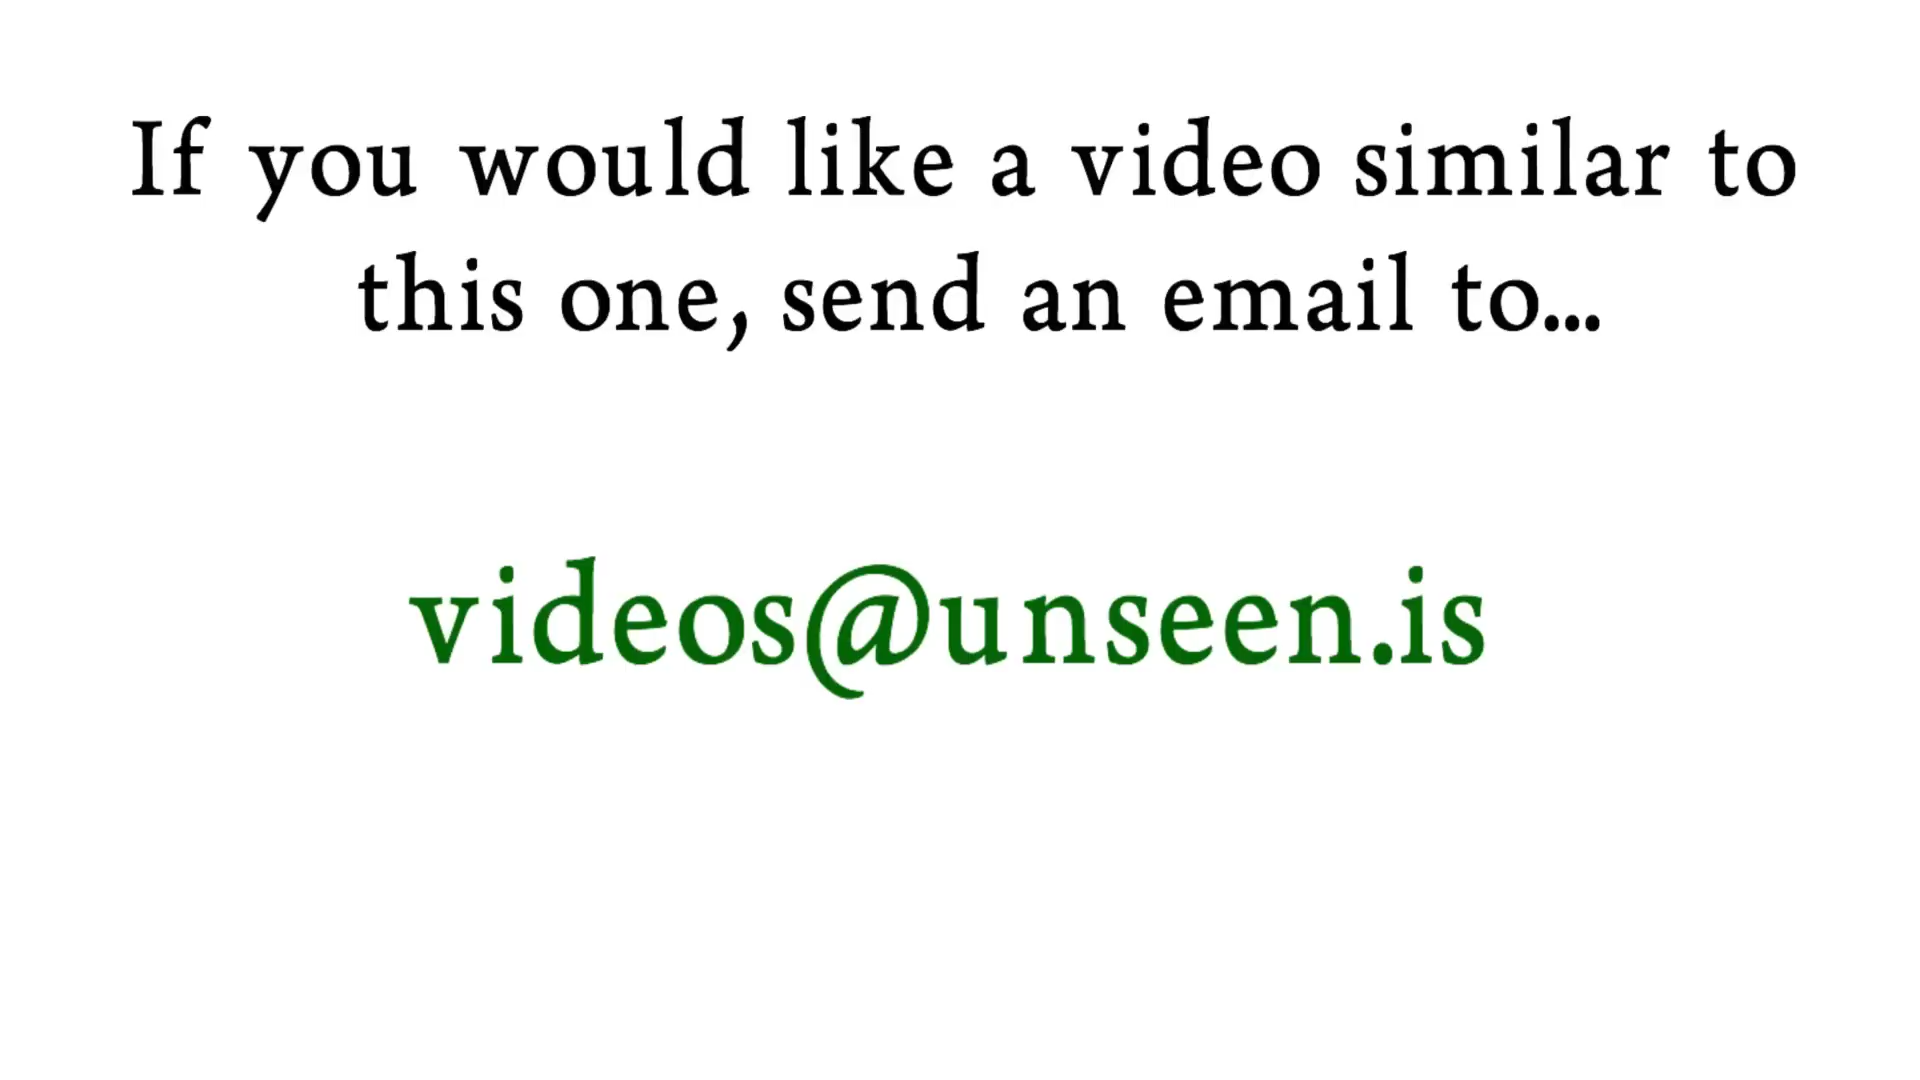 If you would like a video similar to
this one, send an email to...
videos@unseen.is